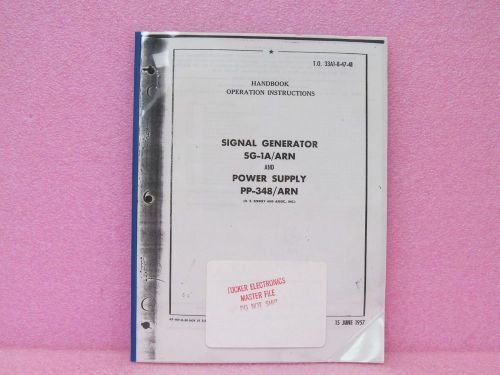 T.O. 33A1-8-47-41
HANDBOOK
OPERATION INSTRUCTIONS
SIGNAL GENERATOR
SG-1A/ARN
AND
POWER SUPPLY
PP-348/ARN
TUCKER ELECTRONICS
MASTER FILE
DO NOT SHIP
15 JUNE 1957